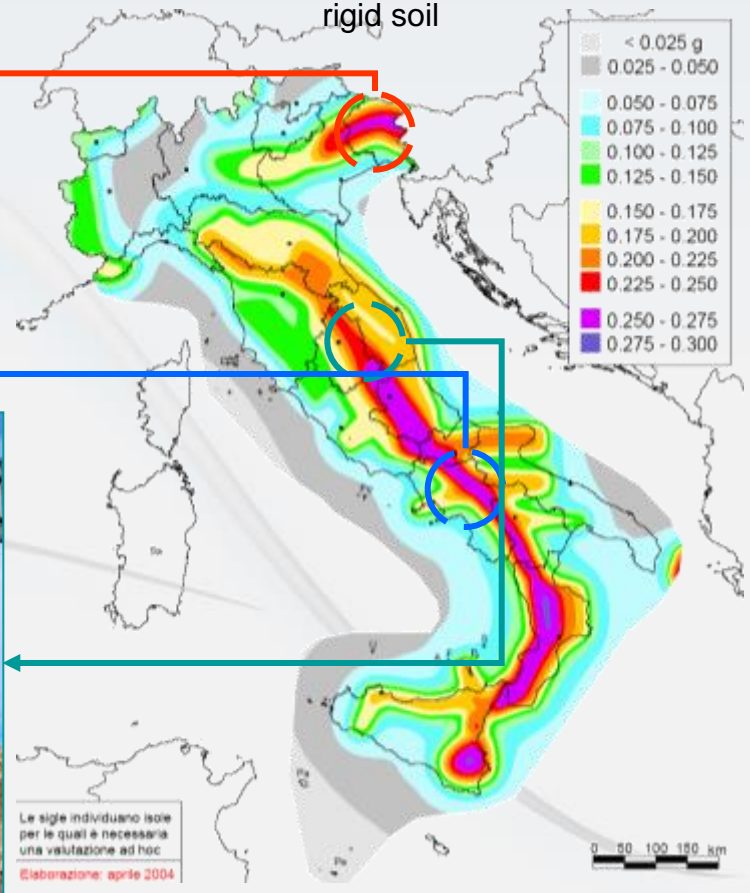 rigid soil
< 0.025 g
0.025 - 0.050
0.050 - 0.075
0.075 - 0.100
0.100 - 0.125
0.125 - 0.150
0.150 - 0.175
0.175 - 0.200
0.200 - 0.225
0.225 - 0.250
0.250 - 0.275
0.275 - 0.300
Le sigle individuano isole
per le quali è necessaria
una valutazione ad hoc
Elaborazione: aprile 2004
0 50 100 150 km